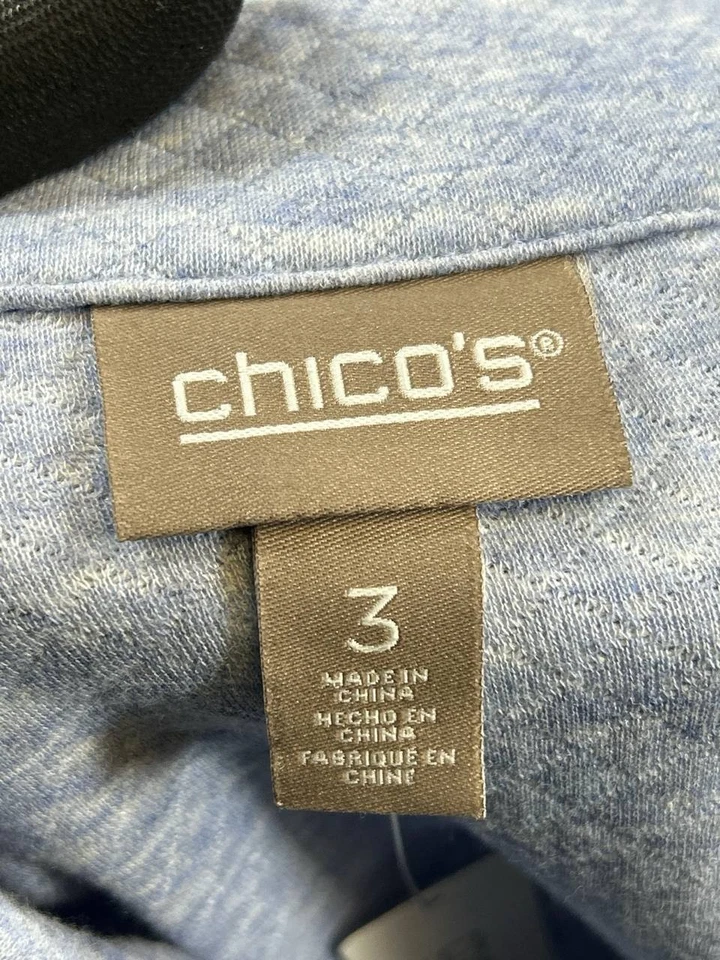 chico's®
3
MADE IN
CHINA
HECHO EN
CHINA
FABRIQUÉ EN
CHINE